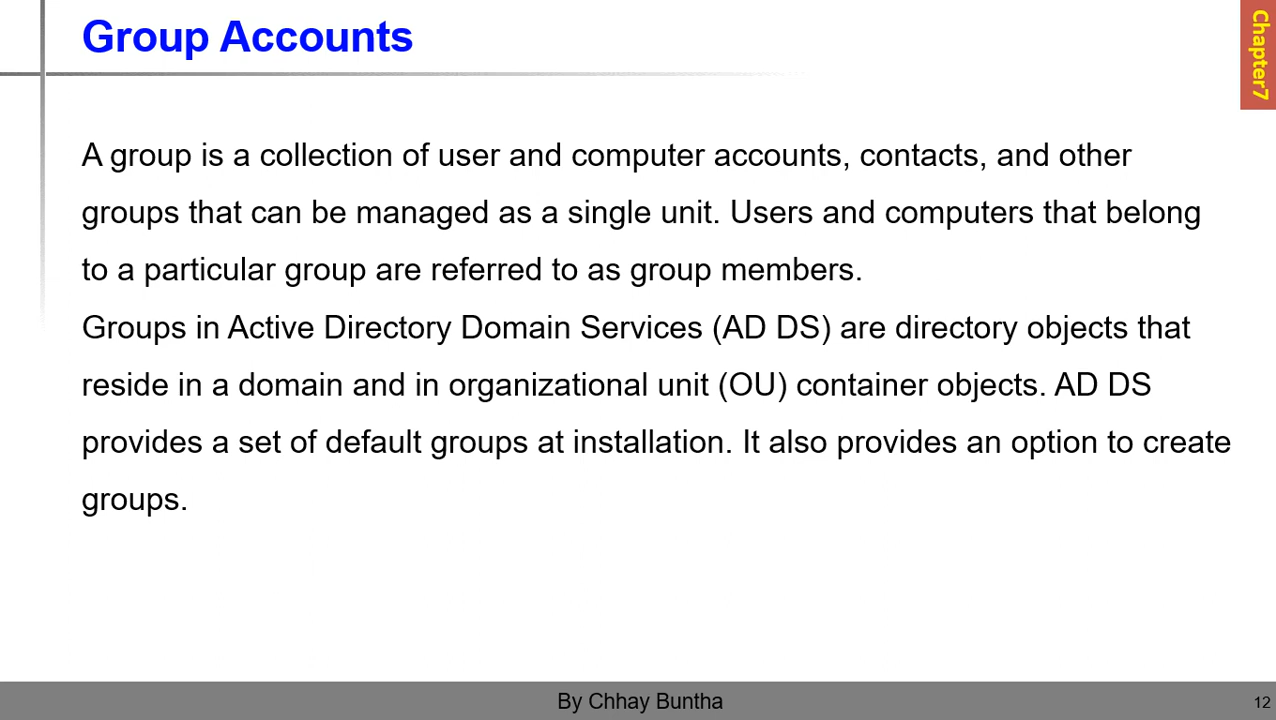 Group Accounts
Chapter7
A group is a collection of user and computer accounts, contacts, and other
groups that can be managed as a single unit. Users and computers that belong
to a particular group are referred to as group members.
Groups in Active Directory Domain Services (AD DS) are directory objects that
reside in a domain and in organizational unit (OU) container objects. AD DS
provides a set of default groups at installation. It also provides an option to create
groups.
By Chhay Buntha
12